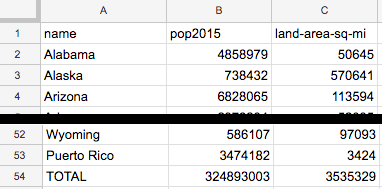 A B C
1 name pop2015 land-area-sq-mi
2 Alabama 4858979 50645
3 Alaska 738432 570641
4 Arizona 6828065 113594
52 Wyoming 586107 97093
53 Puerto Rico 3474182 3424
54 TOTAL 324893003 3535329